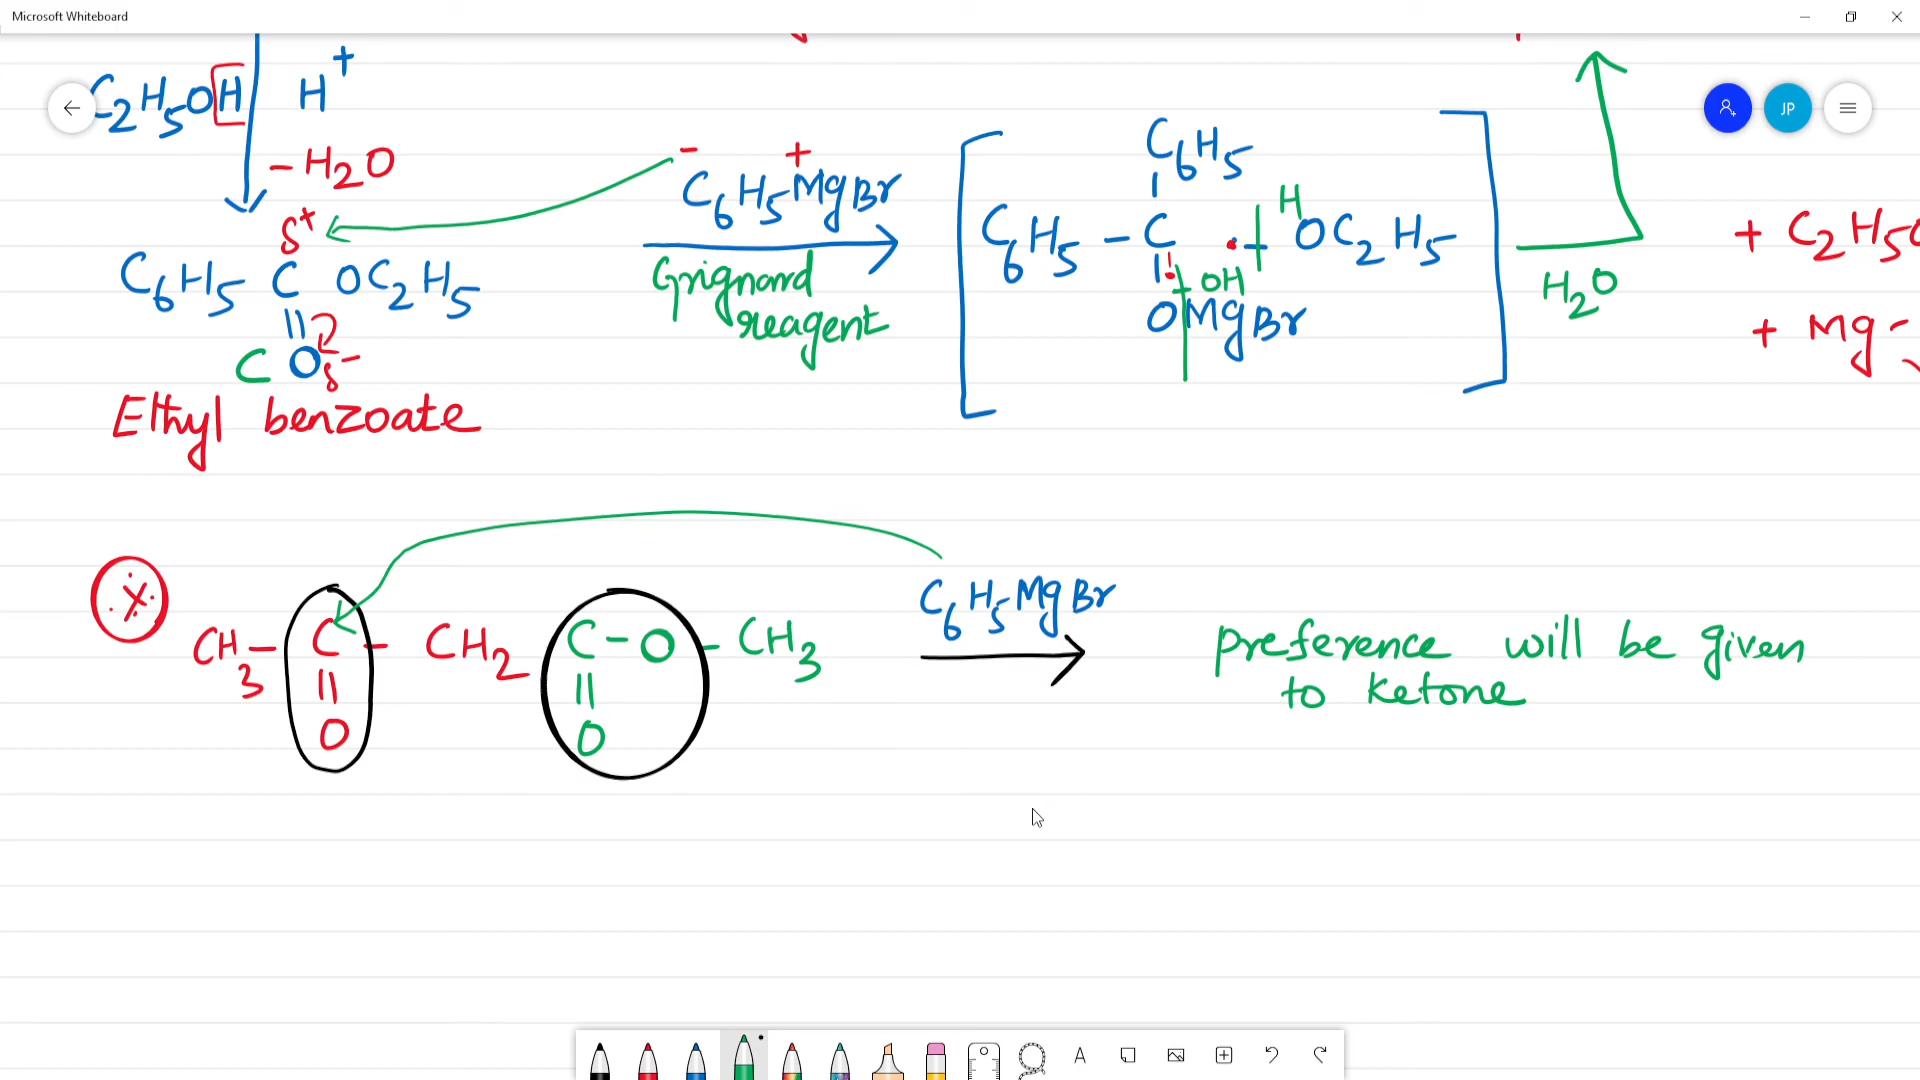 Microsoft Whiteboard
C2H5OH H+
-H2O
JP
C6H5
- +
C6H5MgBr
δ+
C6H5 - C + H OC2H5
+ C2H5O
C6H5 C OC2H5
Grignard
reagent
OH
OMgBr
H2O
+ Mg
C O δ-
Ethyl benzoate
X
C6H5MgBr
CH3 - C - CH2 C - O - CH3
O O
preference will be given
to ketone
A